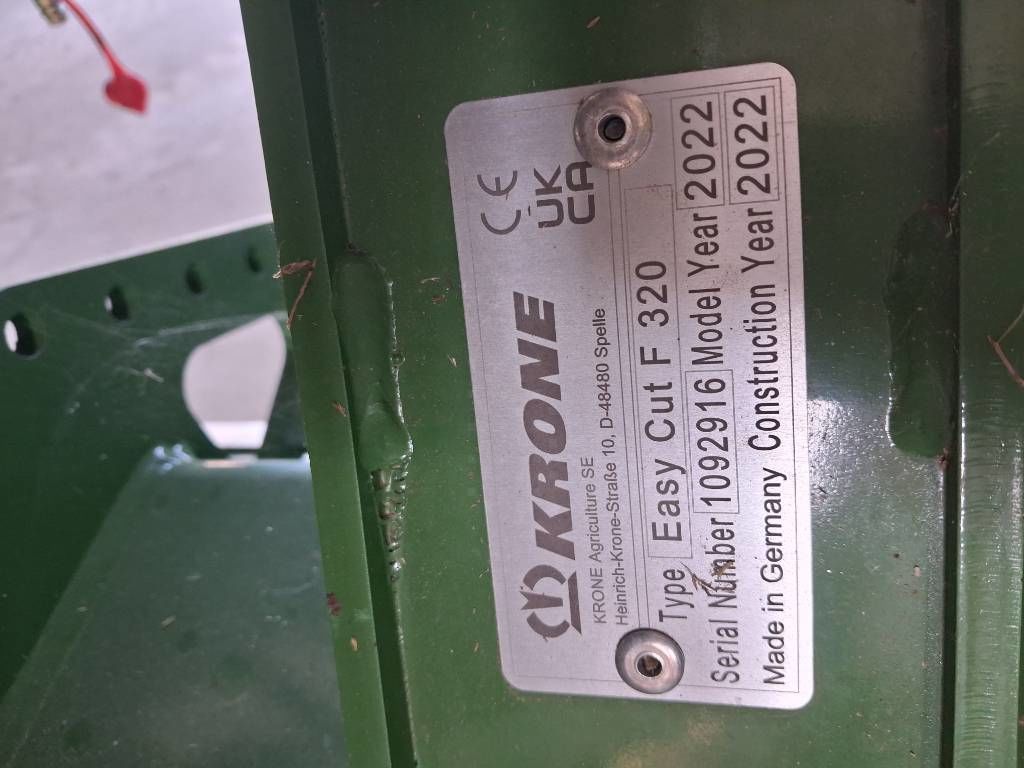 KRONE
CE
UK
CA
KRONE Agriculture SE
Heinrich-Krone-Straße 10, D-48480 Spelle
Type Easy Cut F 320
Serial Number 1092916 Model Year 2022
Made in Germany Construction Year 2022